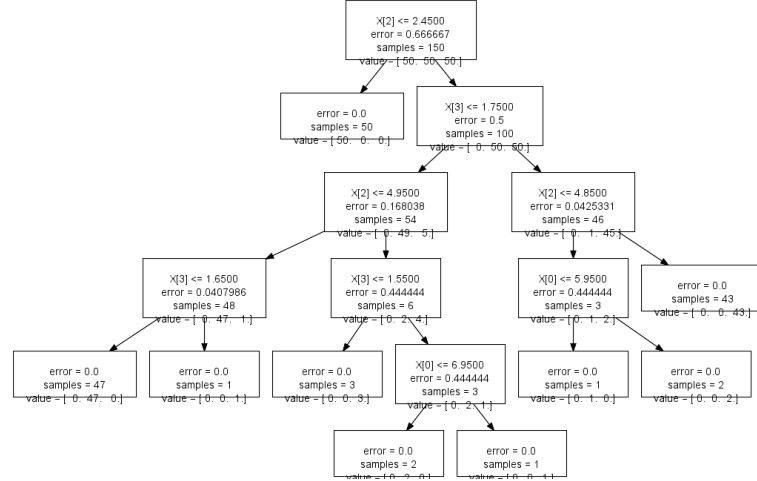 X[2] <= 2.4500
error = 0.666667
samples = 150
value = [ 50. 50. 50.]
error = 0.0
samples = 50
value = [ 50. 0. 0.]
X[3] <= 1.7500
error = 0.5
samples = 100
value = [ 0. 50. 50.]
X[2] <= 4.9500
error = 0.168038
samples = 54
value = [ 0. 49. 5.]
X[2] <= 4.8500
error = 0.0425331
samples = 46
value = [ 0. 1. 45.]
X[3] <= 1.6500
error = 0.0407986
samples = 48
value = [ 0. 47. 1.]
X[3] <= 1.5500
error = 0.444444
samples = 6
value = [ 0. 2. 4.]
X[0] <= 5.9500
error = 0.444444
samples = 3
value = [ 0. 1. 2.]
error = 0.0
samples = 43
value = [ 0. 0. 43.]
error = 0.0
samples = 47
value = [ 0. 47. 0.]
error = 0.0
samples = 1
value = [ 0. 0. 1.]
error = 0.0
samples = 3
value = [ 0. 0. 3.]
X[0] <= 6.9500
error = 0.444444
samples = 3
value = [ 0. 2. 1.]
error = 0.0
samples = 1
value = [ 0. 1. 0.]
error = 0.0
samples = 2
value = [ 0. 0. 2.]
error = 0.0
samples = 2
value = [ 0. 2. 0.]
error = 0.0
samples = 1
value = [ 0. 0. 1.]